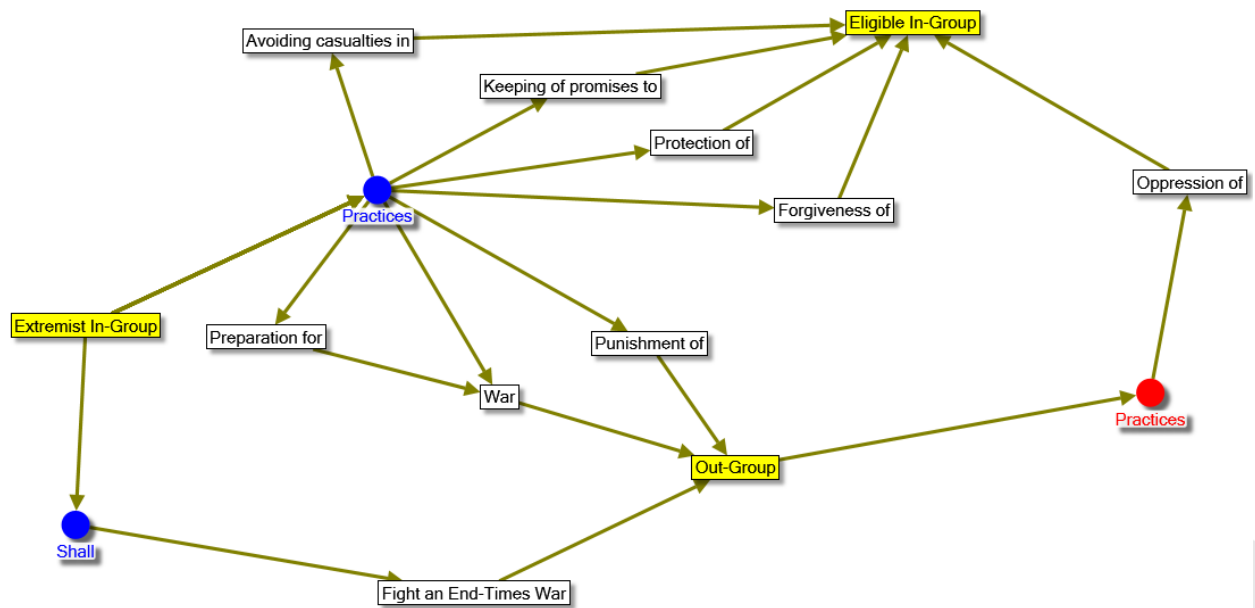 Eligible In-Group
Avoiding casualties in
Keeping of promises to
Protection of
Oppression of
Forgiveness of
Practices
Extremist In-Group
Preparation for
Punishment of
War
Practices
Out-Group
Shall
Fight an End-Times War